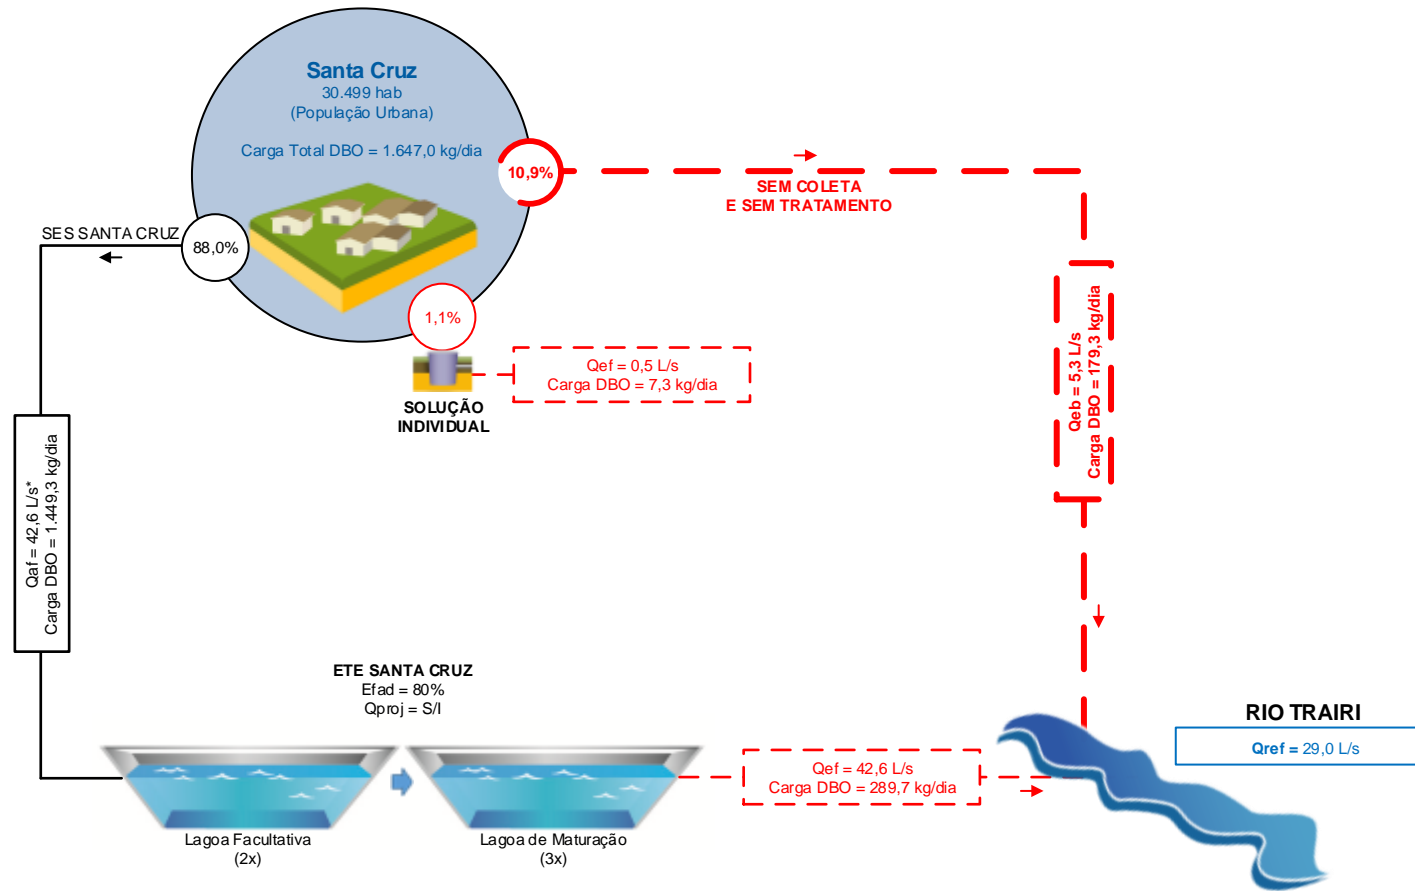 Santa Cruz
30.499 hab
(População Urbana)
Carga Total DBO = 1.647,0 kg/dia
10,9%
SEM COLETA
E SEM TRATAMENTO
SES SANTA CRUZ
88,0%
1,1%
Qef = 0,5 L/s
Carga DBO = 7,3 kg/dia
SOLUÇÃO
INDIVIDUAL
Qeb = 5,3 L/s
Carga DBO = 179,3 kg/dia
Qaf = 42,6 L/s*
Carga DBO = 1.449,3 kg/dia
ETE SANTA CRUZ
Efad = 80%
Qproj = S/I
RIO TRAIRI
Qref = 29,0 L/s
Qef = 42,6 L/s
Carga DBO = 289,7 kg/dia
Lagoa Facultativa
(2x)
Lagoa de Maturação
(3x)